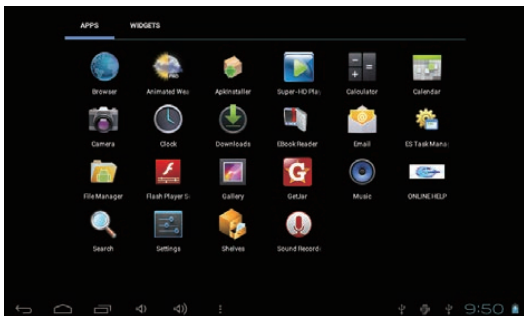 APPS WIDGETS
Browser Animated Wea ApkInstaller Super-HD Pla Calculator Calendar
PRO
Camera Clock Downloads EBook Reader Email ES Task Mana
File Manager Flash Player S Gallery GetJar Music ONLINE HELP
Search Settings Shelves Sound Record
9:50